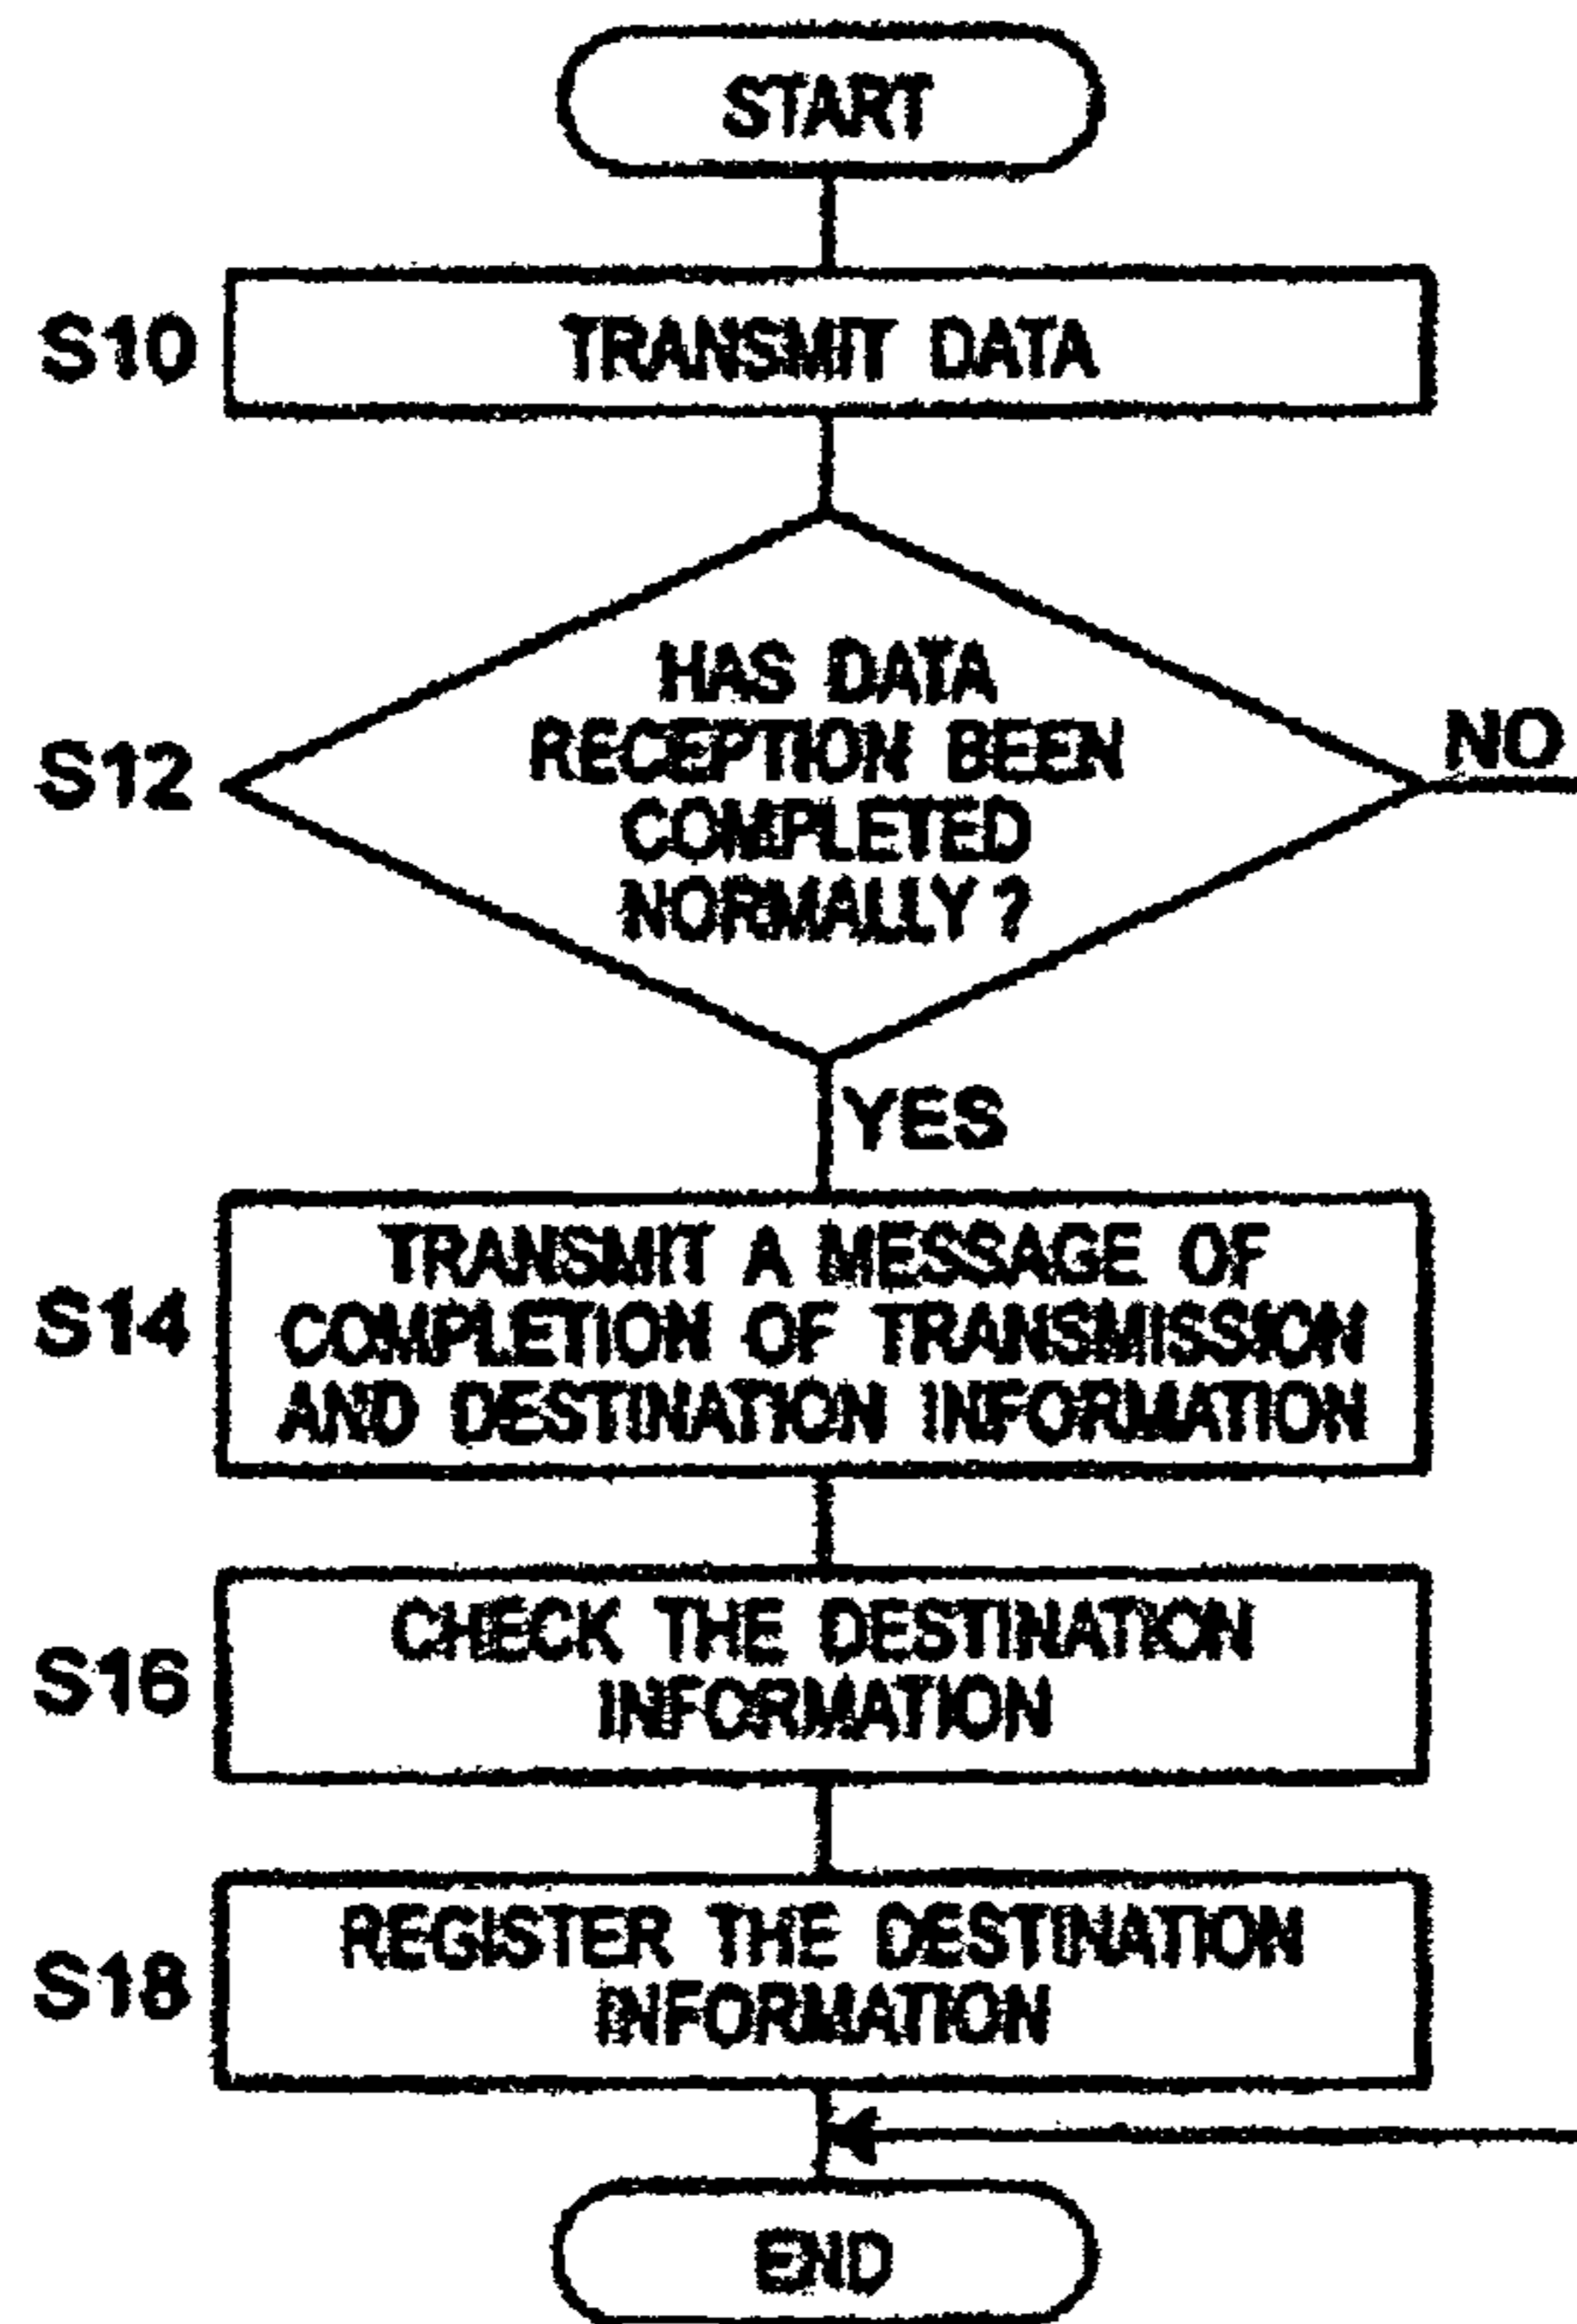 START
S10
TRANSMIT DATA
HAS DATA
RECEPTION BEEN
COMPLETED
NORMALLY?
S12
NO
YES
S14
TRANSMIT A MESSAGE OF
COMPLETION OF TRANSMISSION
AND DESTINATION INFORMATION
S16
CHECK THE DESTINATION
INFORMATION
S18
REGISTER THE DESTINATION
INFORMATION
END